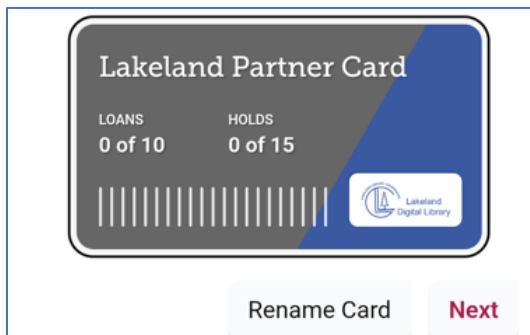 Lakeland Partner Card
LOANS
HOLDS
0 of 10
0 of 15
Lakeland
Digital Library
Rename Card
Next